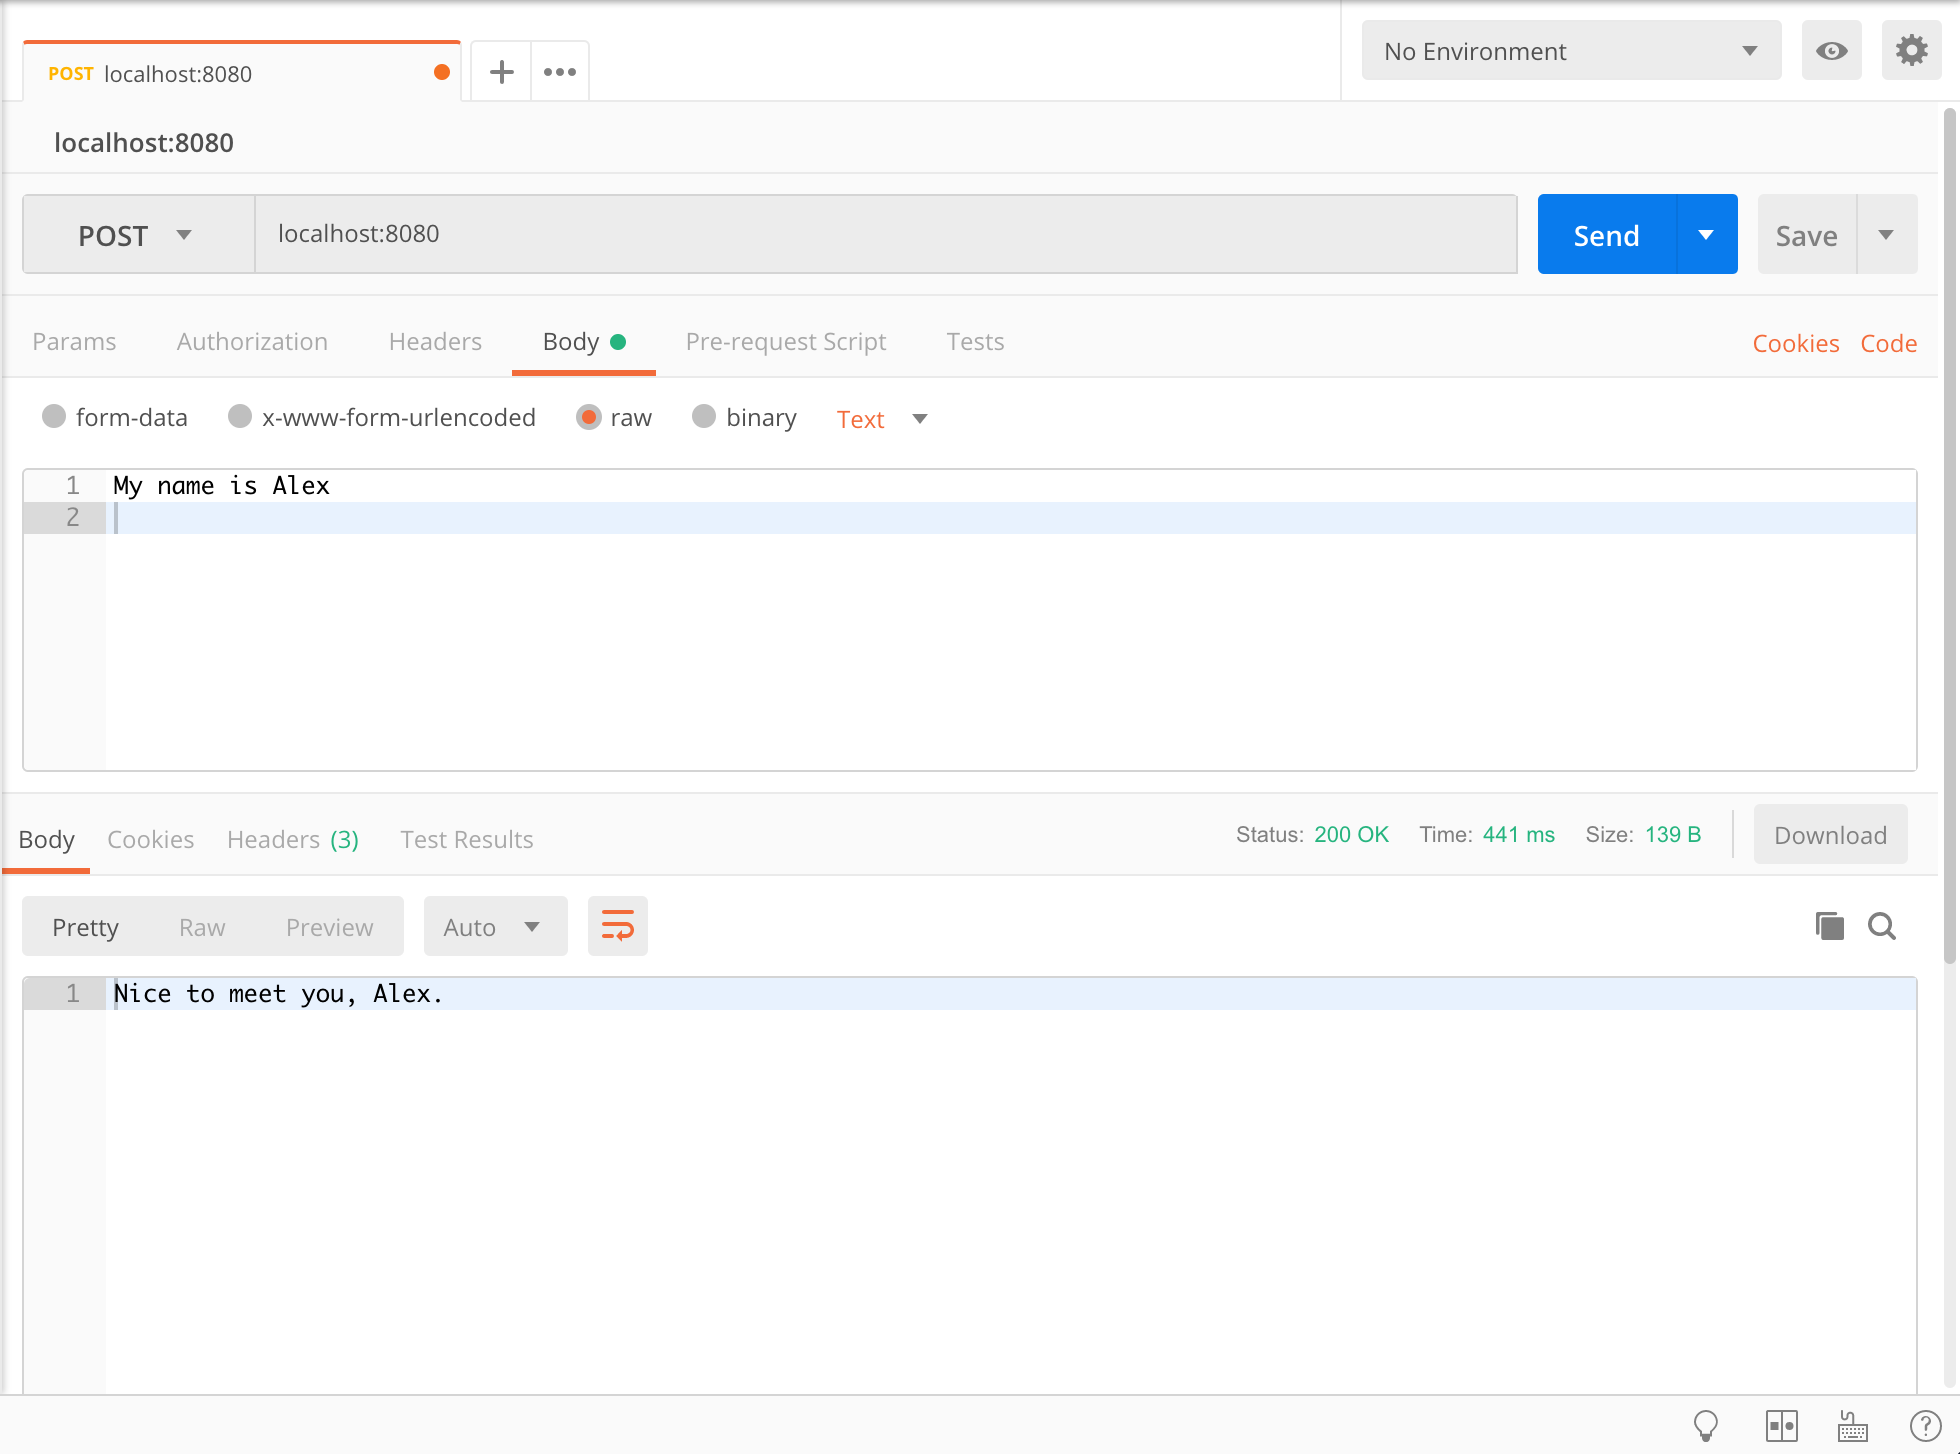 POST localhost:8080
No Environment
localhost:8080
POST localhost:8080 Send Save
Params Authorization Headers Body Pre-request Script Tests Cookies Code
form-data x-www-form-urlencoded raw binary Text
1 My name is Alex
2
Body Cookies Headers (3) Test Results Status: 200 OK Time: 441 ms Size: 139 B Download
Pretty Raw Preview Auto
1 Nice to meet you, Alex.